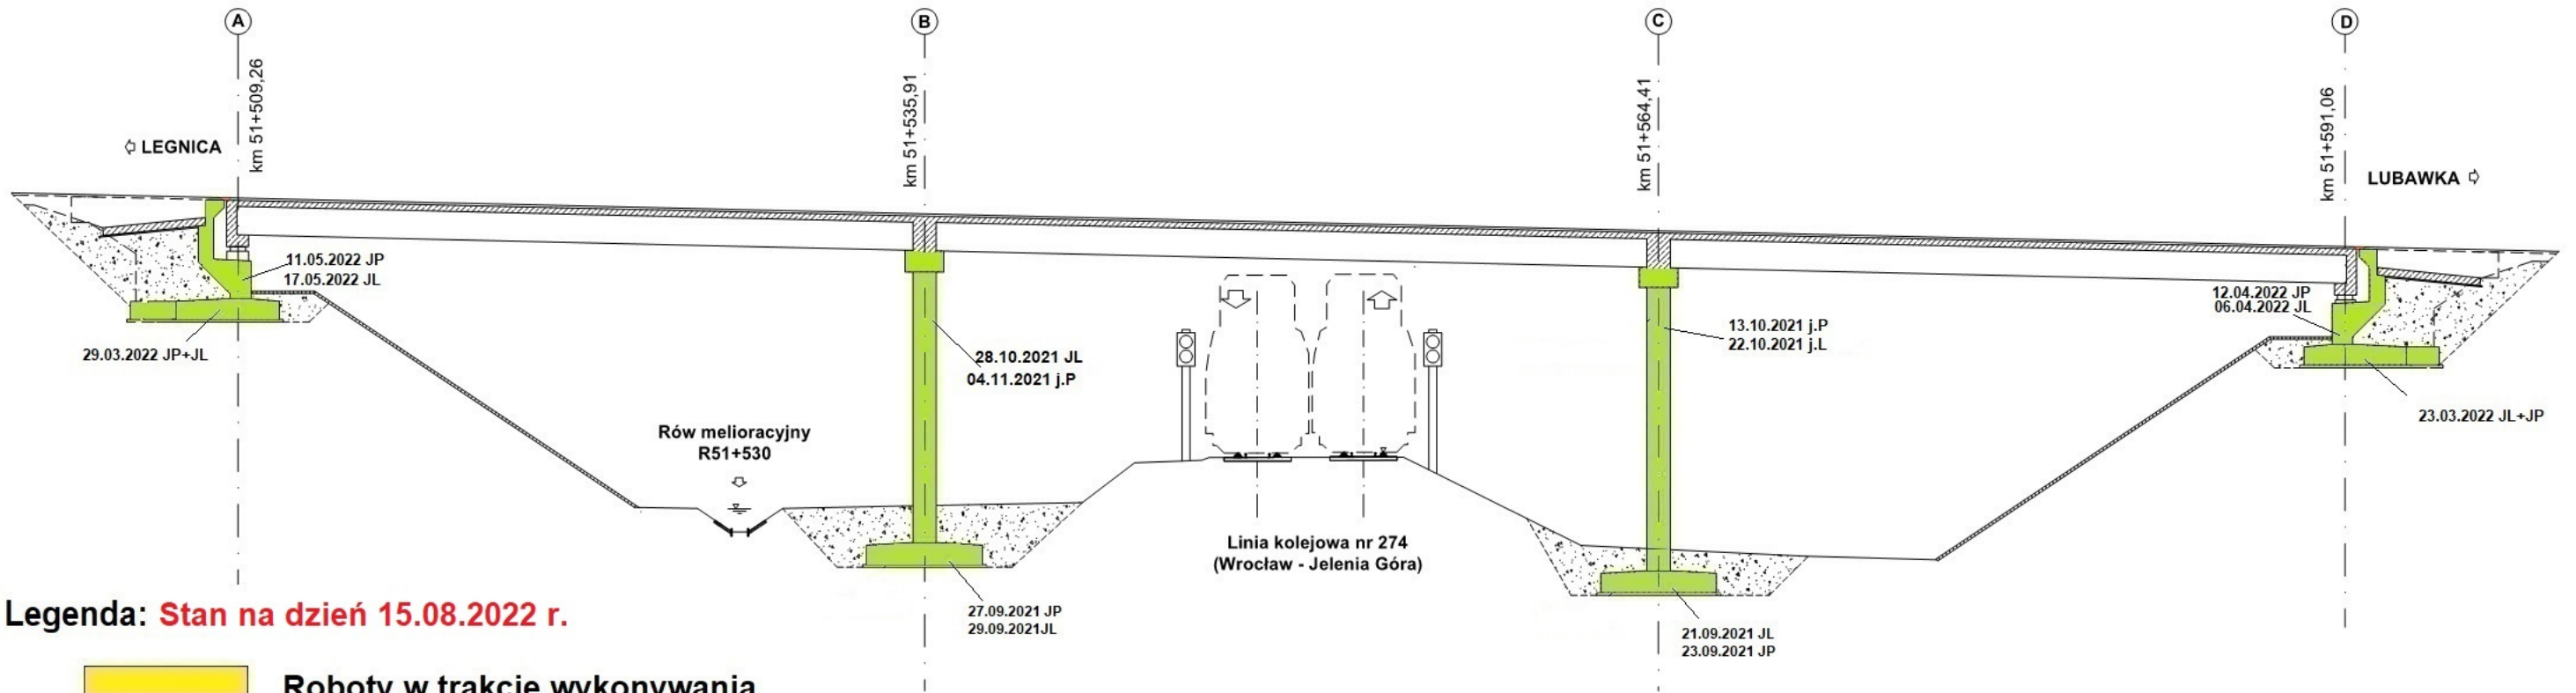 A
B
C
D
km 51+509,26
km 51+535,91
km 51+564,41
km 51+591,06
LEGNICA
LUBAWKA
11.05.2022 JP
17.05.2022 JL
29.03.2022 JP+JL
28.10.2021 JL
04.11.2021 j.P
13.10.2021 j.P
22.10.2021 j.L
12.04.2022 JP
06.04.2022 JL
23.03.2022 JL+JP
Rów melioracyjny
R51+530
Linia kolejowa nr 274
(Wrocław - Jelenia Góra)
27.09.2021 JP
29.09.2021JL
21.09.2021 JL
23.09.2021 JP
Legenda: Stan na dzień 15.08.2022 r.
Roboty w trakcie wykonywania